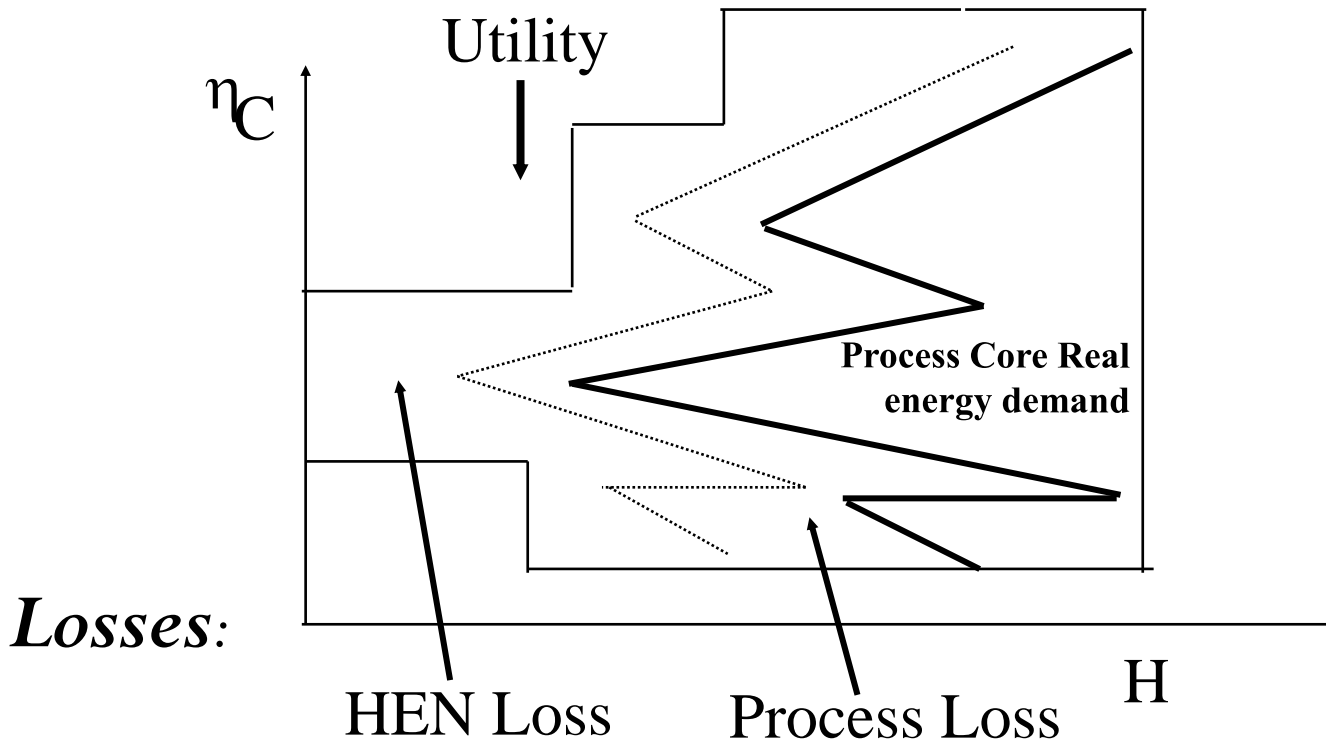 Utility
ηC
Process Core Real
energy demand
Losses:
H
HEN Loss
Process Loss